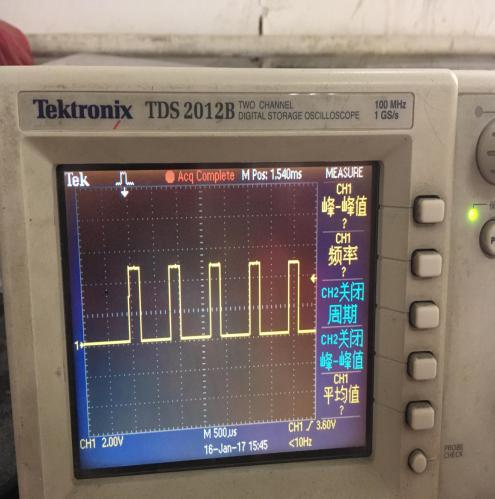 Tektronix TDS 2012B TWO CHANNEL DIGITAL STORAGE OSCILLOSCOPE 100 MHz 1 GS/s
Tek Acq Complete M Pos: 1.540ms MEASURE
CH1
峰-峰值
?
CH1
频率
?
CH2关闭
周期
CH2关闭
峰-峰值
CH1
平均值
?
1
CH1 2.00V M 500µs CH1 / 3.60V
16-Jan-17 15:45 <10Hz
PROBE
CHECK